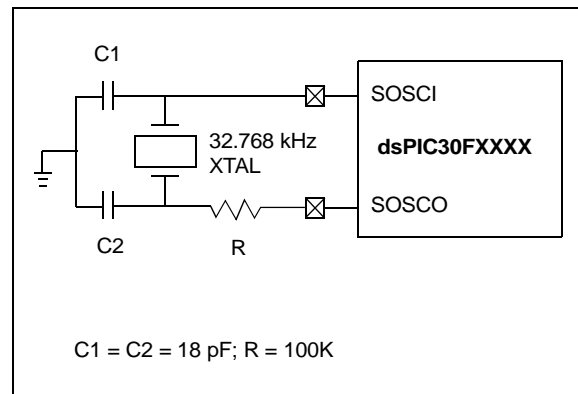 C1
SOSCI
32.768 kHz
XTAL
dsPIC30FXXXX
SOSCO
C2
R
C1 = C2 = 18 pF; R = 100K